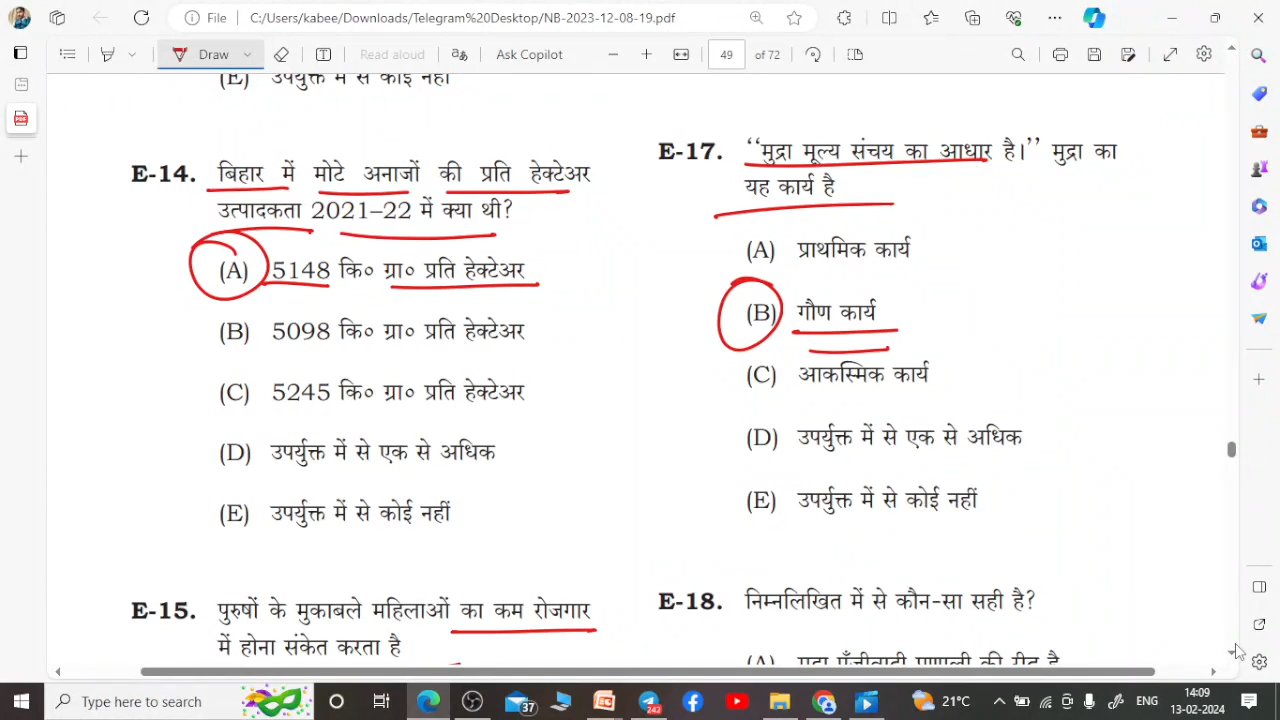 File
C:/Users/kabee/Downloads/Telegram%20Desktop/NB-2023-12-08-19.pdf
Draw
Read aloud
Ask Copilot
49 of 72
(E) उपर्युक्त में से कोई नहीं
E-14. बिहार में मोटे अनाजों की प्रति हेक्टेअर
उत्पादकता 2021–22 में क्या थी?
(A) 5148 कि० ग्रा० प्रति हेक्टेअर
(B) 5098 कि० ग्रा० प्रति हेक्टेअर
(C) 5245 कि० ग्रा० प्रति हेक्टेअर
(D) उपर्युक्त में से एक से अधिक
(E) उपर्युक्त में से कोई नहीं
E-15. पुरुषों के मुकाबले महिलाओं का कम रोजगार
में होना संकेत करता है
E-17. ‘‘मुद्रा मूल्य संचय का आधार है।’’ मुद्रा का
यह कार्य है
(A) प्राथमिक कार्य
(B) गौण कार्य
(C) आकस्मिक कार्य
(D) उपर्युक्त में से एक से अधिक
(E) उपर्युक्त में से कोई नहीं
E-18. निम्नलिखित में से कौन-सा सही है?
(A)
Type here to search
37
242
21°C
ENG
14:09
13-02-2024